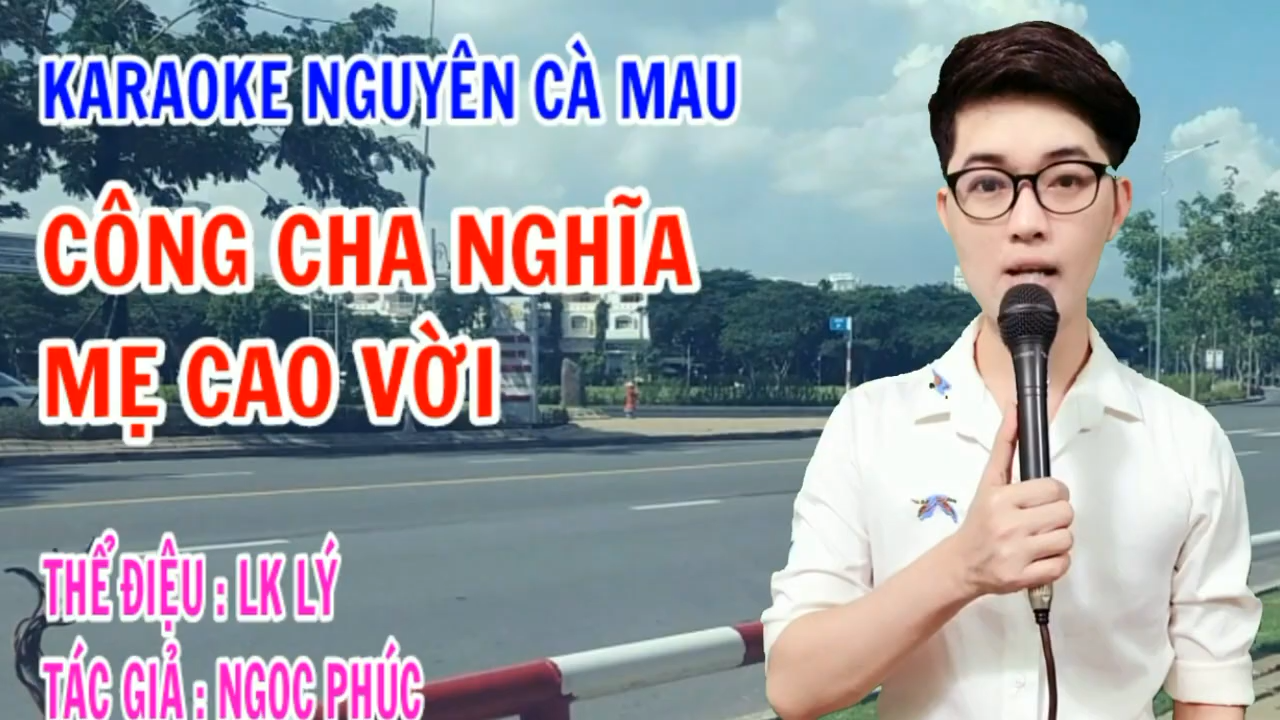 KARAOKE NGUYÊN CÀ MAU
CÔNG CHA NGHĨA
MẸ CAO VỜI
THỂ ĐIỆU : LK LÝ
TÁC GIẢ : NGỌC PHÚC